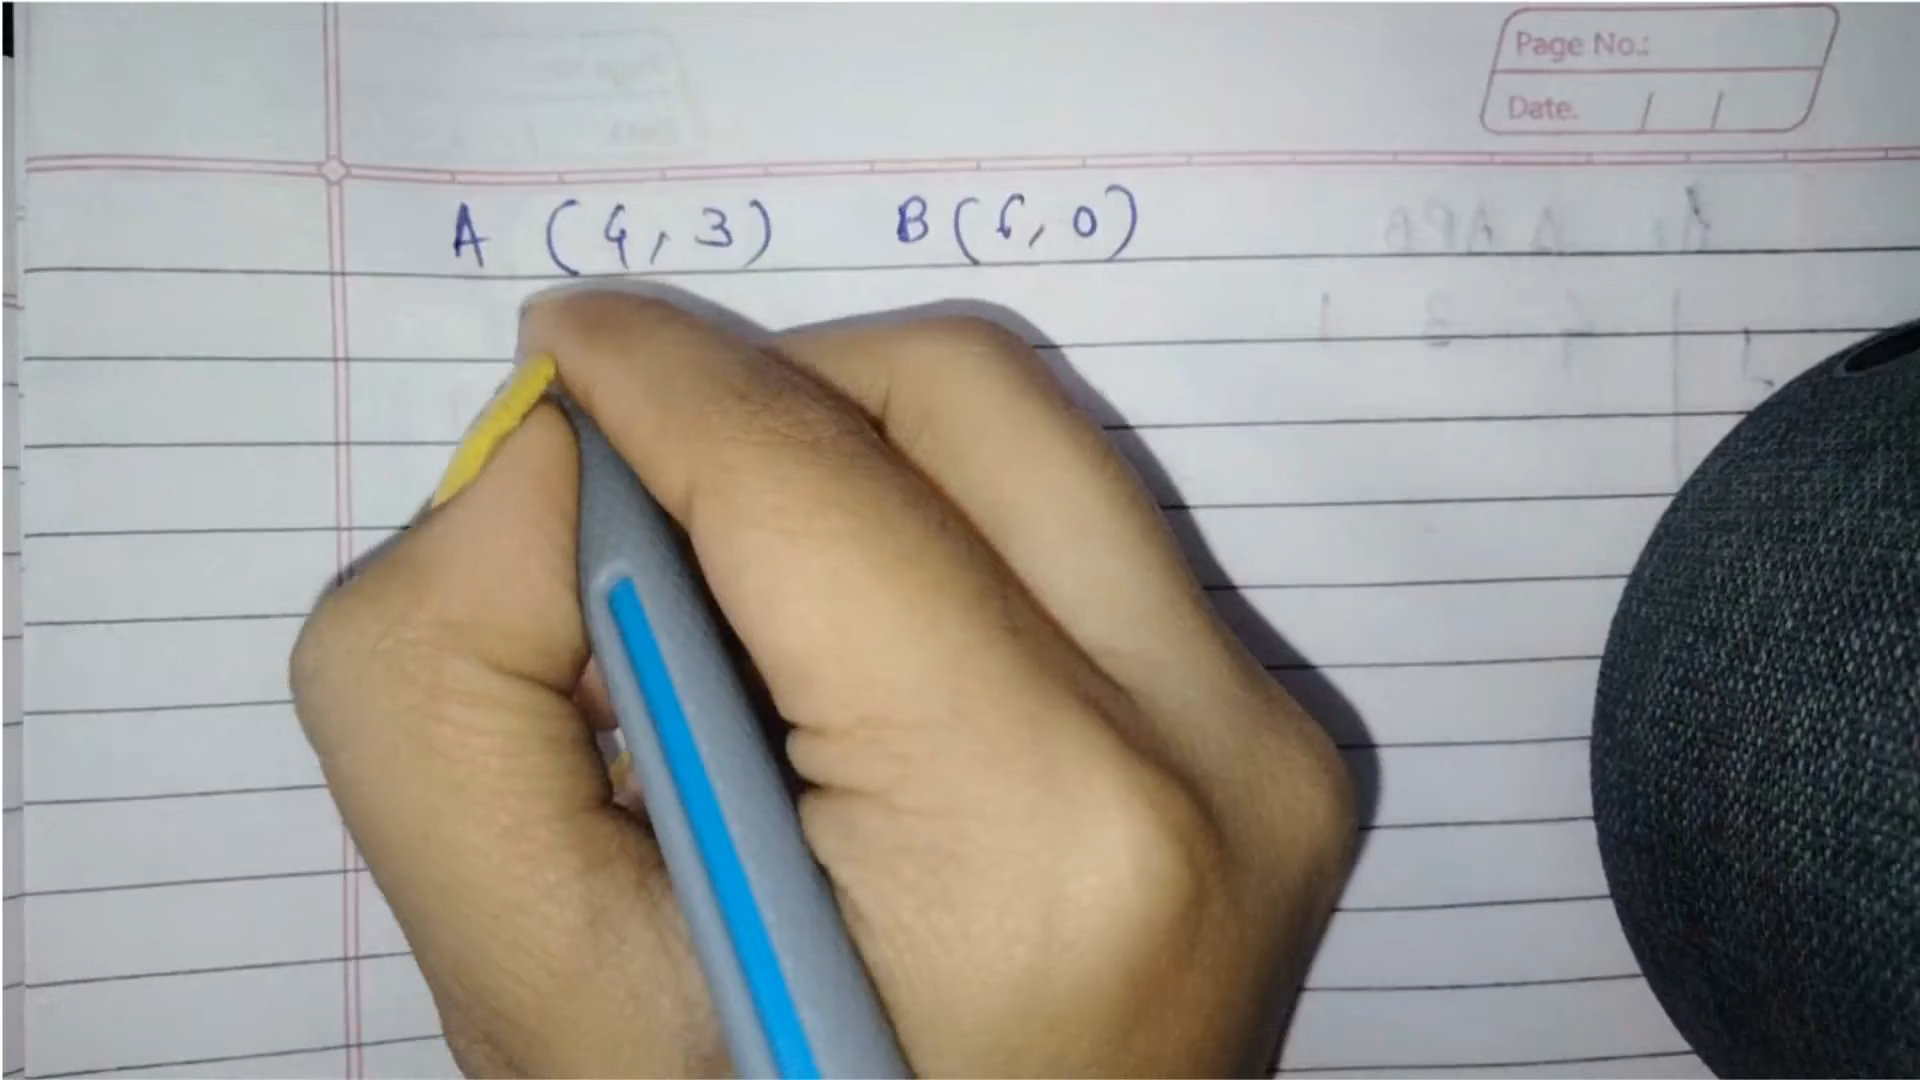 Page No.:
Date. / /
A (4, 3) B (6, 0)